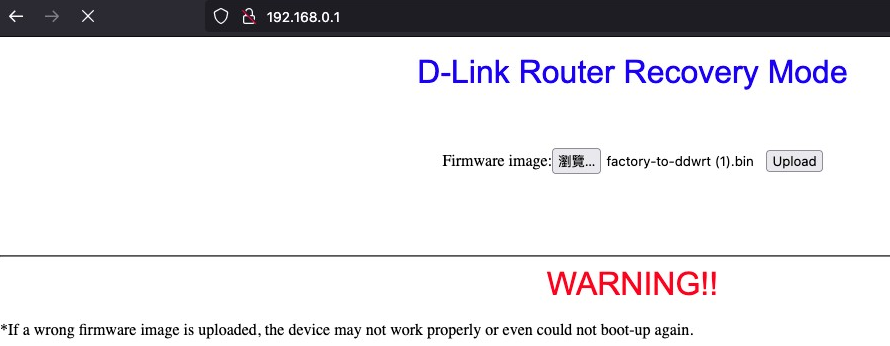 192.168.0.1
D-Link Router Recovery Mode
Firmware image: 瀏覽... factory-to-ddwrt (1).bin Upload
WARNING!!
*If a wrong firmware image is uploaded, the device may not work properly or even could not boot-up again.